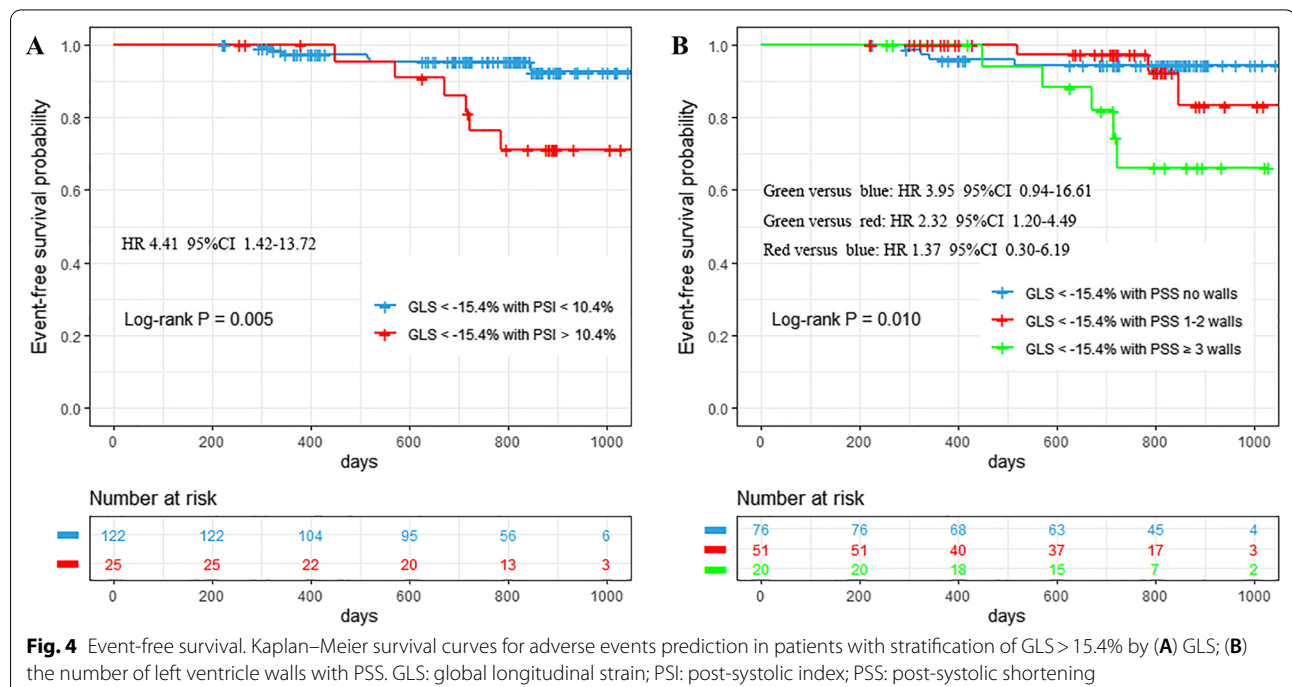 A
Event-free survival probability
1.0
0.8
0.6
0.4
0.2
0.0
HR 4.41 95%CI 1.42-13.72
Log-rank P = 0.005
GLS < -15.4% with PSI < 10.4%
GLS < -15.4% with PSI > 10.4%
0 200 400 600 800 1000
days
Number at risk
122 122 104 95 56 6
25 25 22 20 13 3
0 200 400 600 800 1000
days
B
Event-free survival probability
1.0
0.8
0.6
0.4
0.2
0.0
Green versus blue: HR 3.95 95%CI 0.94-16.61
Green versus red: HR 2.32 95%CI 1.20-4.49
Red versus blue: HR 1.37 95%CI 0.30-6.19
Log-rank P = 0.010
GLS < -15.4% with PSS no walls
GLS < -15.4% with PSS 1-2 walls
GLS < -15.4% with PSS ≥ 3 walls
0 200 400 600 800 1000
days
Number at risk
76 76 68 63 45 4
51 51 40 37 17 3
20 20 18 15 7 2
0 200 400 600 800 1000
days
Fig. 4 Event-free survival. Kaplan–Meier survival curves for adverse events prediction in patients with stratification of GLS > 15.4% by (A) GLS; (B)
the number of left ventricle walls with PSS. GLS: global longitudinal strain; PSI: post-systolic index; PSS: post-systolic shortening